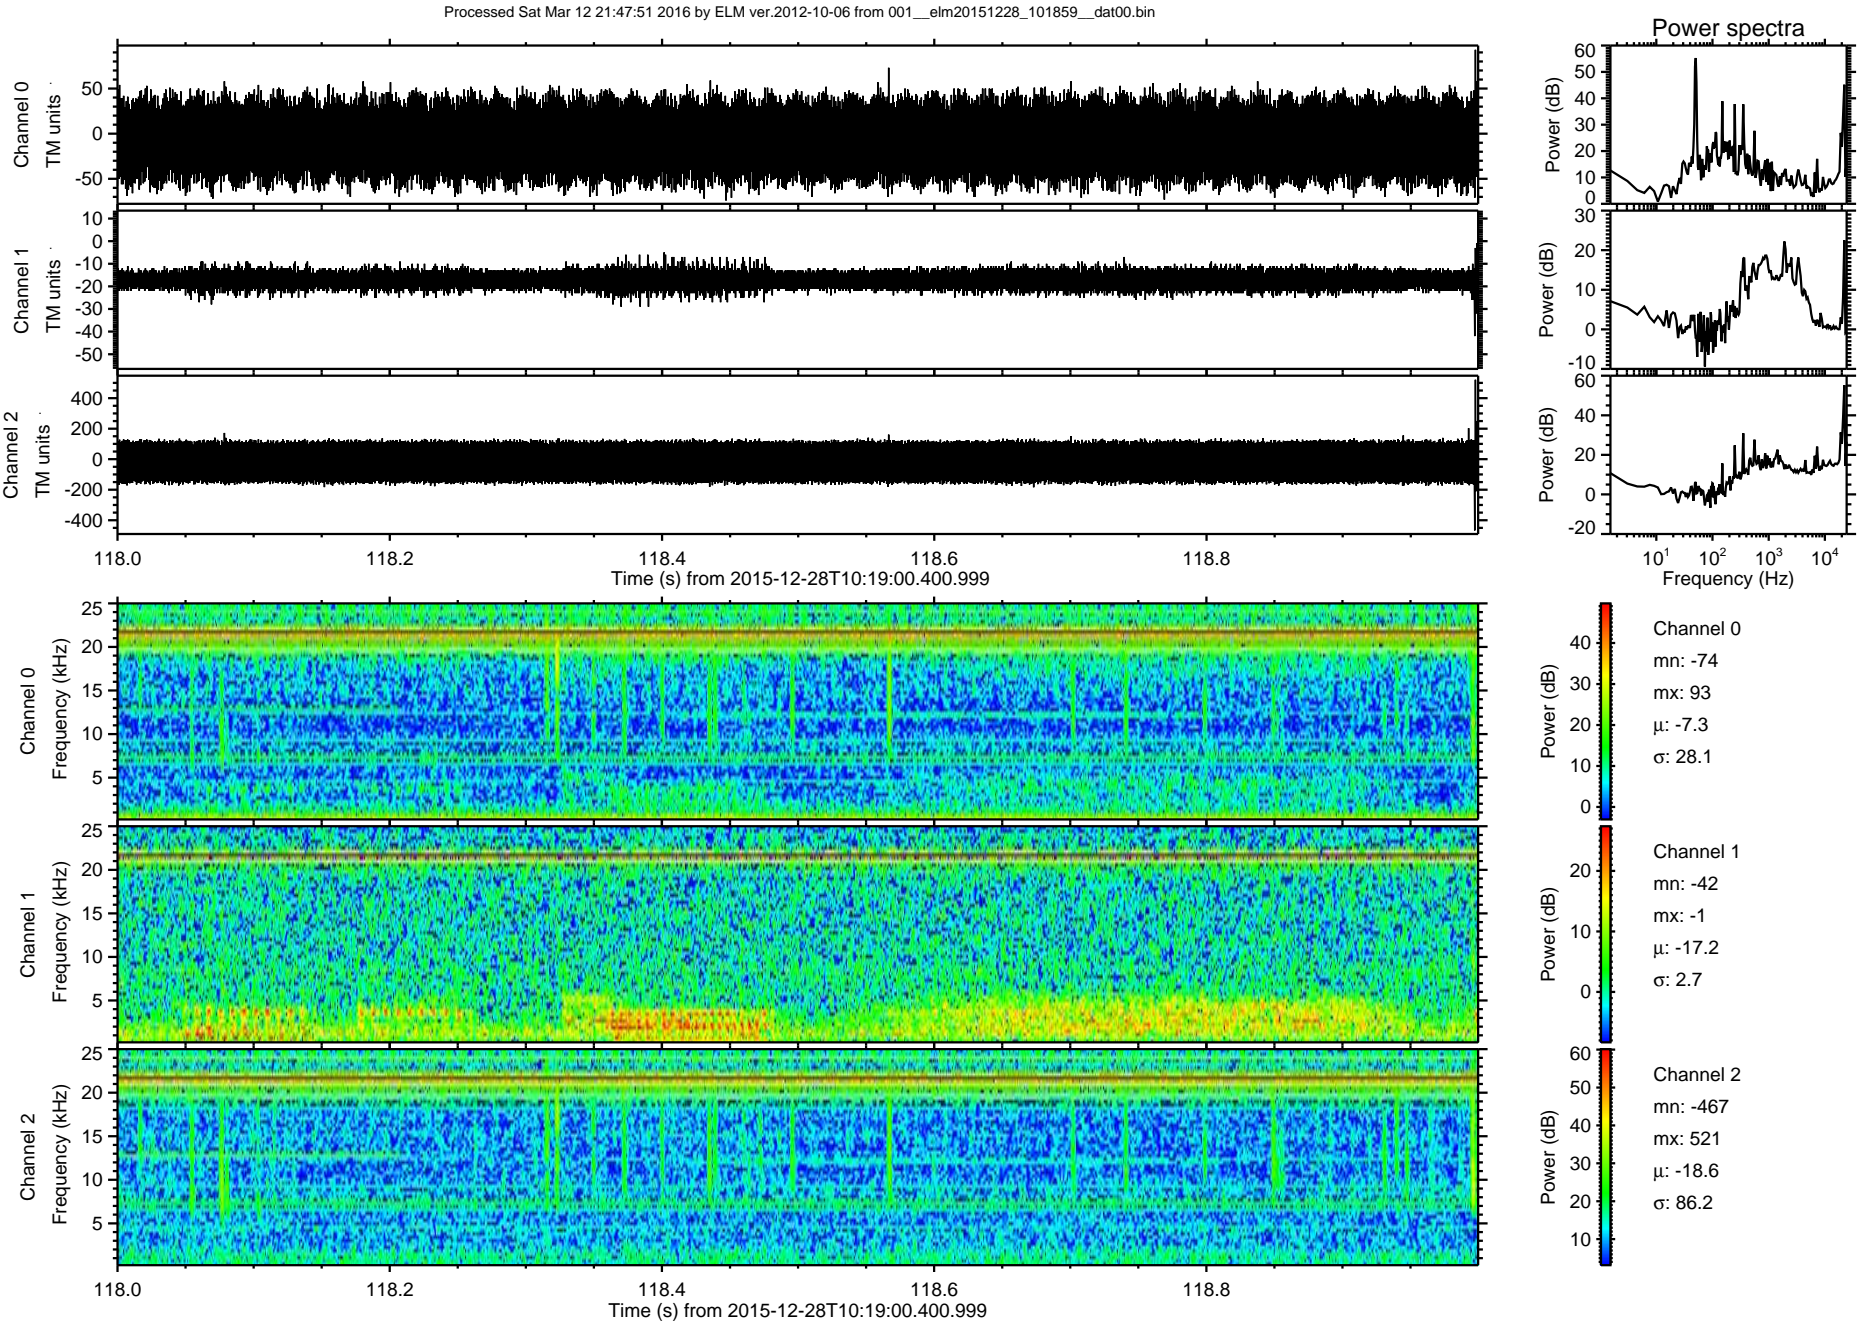 Processed Sat Mar 12 21:47:51 2016 by ELM ver.2012-10-06 from 001__elm20151228_101859__dat00.bin
Power spectra
Channel 0
TM units
50
0
-50
Power (dB)
60
50
40
30
20
10
0
Channel 1
TM units
10
0
-10
-20
-30
-40
-50
Power (dB)
30
20
10
0
-10
Channel 2
TM units
400
200
0
-200
-400
Power (dB)
60
40
20
0
-20
118.0 118.2 118.4 118.6 118.8
Time (s) from 2015-12-28T10:19:00.400.999
10^1 10^2 10^3 10^4
Frequency (Hz)
Channel 0
Frequency (kHz)
25
20
15
10
5
Power (dB)
40
30
20
10
0
Channel 0
mn: -74
mx: 93
μ: -7.3
σ: 28.1
Channel 1
Frequency (kHz)
25
20
15
10
5
Power (dB)
20
10
0
Channel 1
mn: -42
mx: -1
μ: -17.2
σ: 2.7
Channel 2
Frequency (kHz)
25
20
15
10
5
Power (dB)
60
50
40
30
20
10
Channel 2
mn: -467
mx: 521
μ: -18.6
σ: 86.2
118.0 118.2 118.4 118.6 118.8
Time (s) from 2015-12-28T10:19:00.400.999